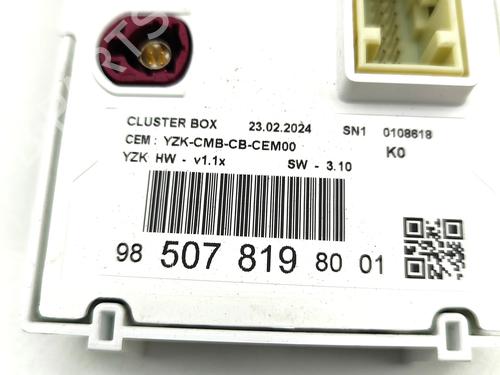 CLUSTER BOX 23.02.2024 SN1 0108618
CEM : YZK-CMB-CB-CEM00 K0
YZK HW - v1.1x SW - 3.10
98 507 819 80 01